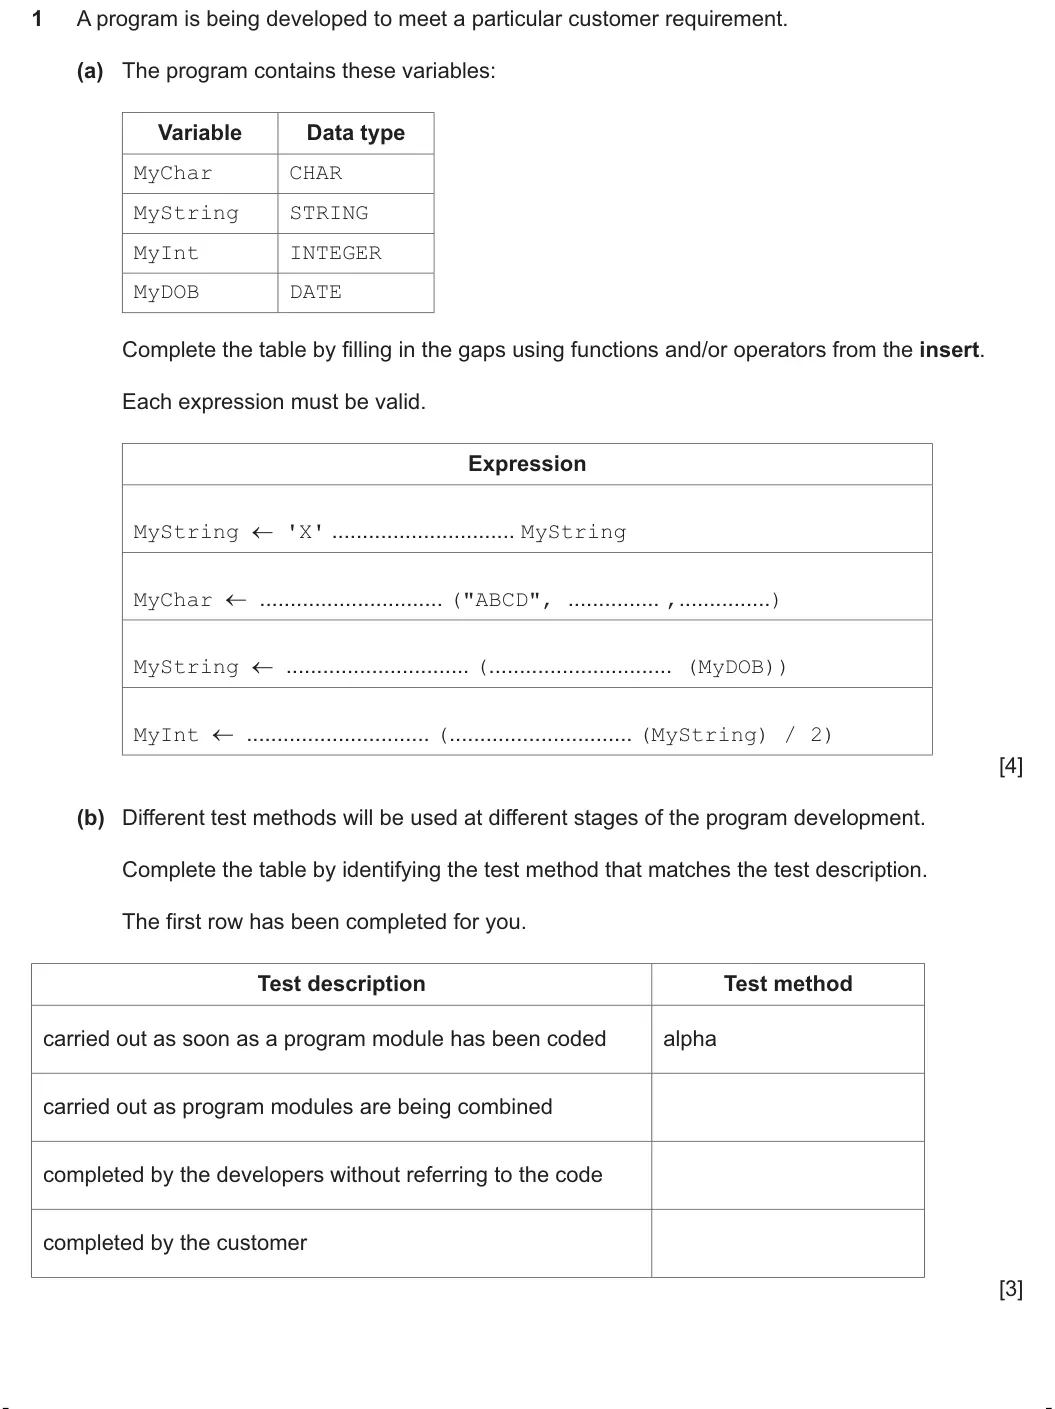 1 A program is being developed to meet a particular customer requirement.
(a) The program contains these variables:
Variable Data type
MyChar CHAR
MyString STRING
MyInt INTEGER
MyDOB DATE
Complete the table by filling in the gaps using functions and/or operators from the insert.
Each expression must be valid.
Expression
MyString ← 'X' .............................. MyString
MyChar ← .............................. ("ABCD", ............... ,...............)
MyString ← .............................. (.............................. (MyDOB))
MyInt ← .............................. (.............................. (MyString) / 2)
[4]
(b) Different test methods will be used at different stages of the program development.
Complete the table by identifying the test method that matches the test description.
The first row has been completed for you.
Test description Test method
carried out as soon as a program module has been coded alpha
carried out as program modules are being combined
completed by the developers without referring to the code
completed by the customer
[3]